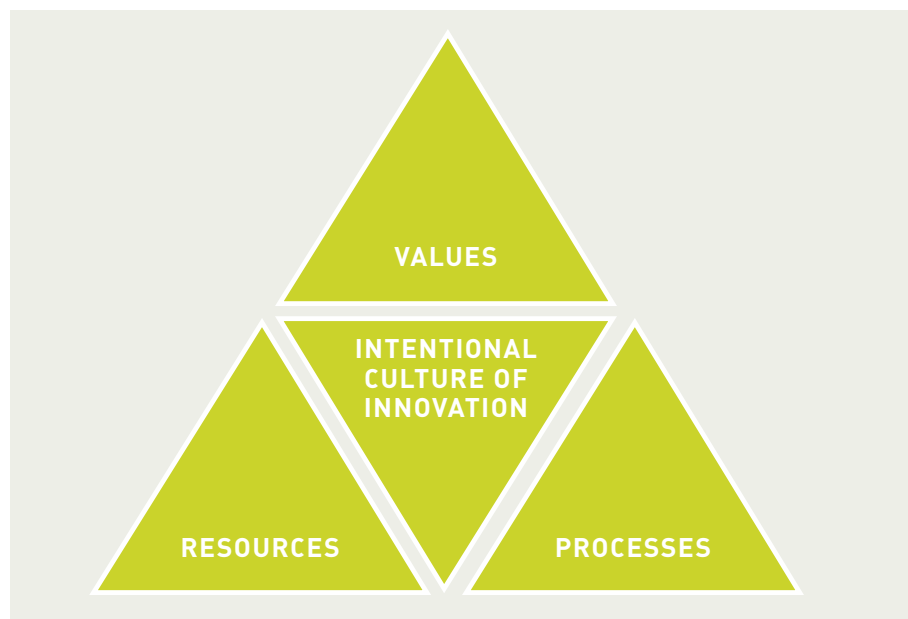 VALUES
INTENTIONAL
CULTURE OF
INNOVATION
RESOURCES
PROCESSES